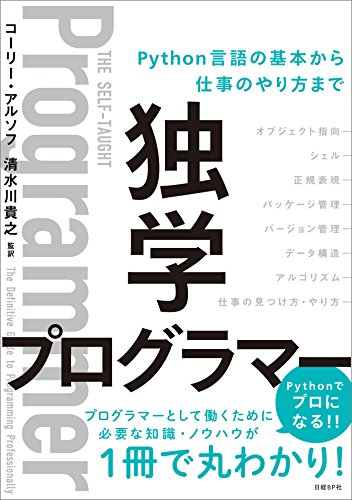 Python言語の基本から
仕事のやり方まで
コーリー・アルソフ 清水川貴之 監訳
THE SELF-TAUGHT
Programmer
The Definitive Guide to Programming Professionally
オブジェクト指向
シェル
正規表現
パッケージ管理
バージョン管理
データ構造
アルゴリズム
仕事の見つけ方・やり方
独学
プログラマー
Pythonで
プロに
なる!!
プログラマーとして働くために
必要な知識・ノウハウが
1冊で丸わかり!
日経BP社